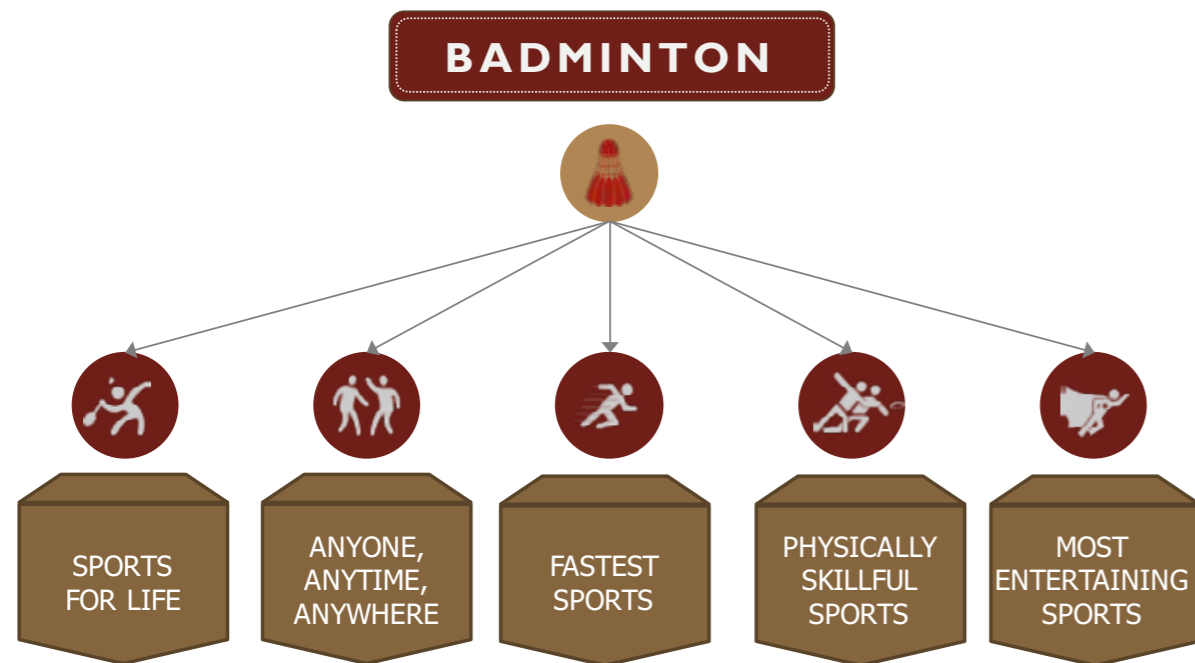 BADMINTON
SPORTS
FOR LIFE
ANYONE,
ANYTIME,
ANYWHERE
FASTEST
SPORTS
PHYSICALLY
SKILLFUL
SPORTS
MOST
ENTERTAINING
SPORTS